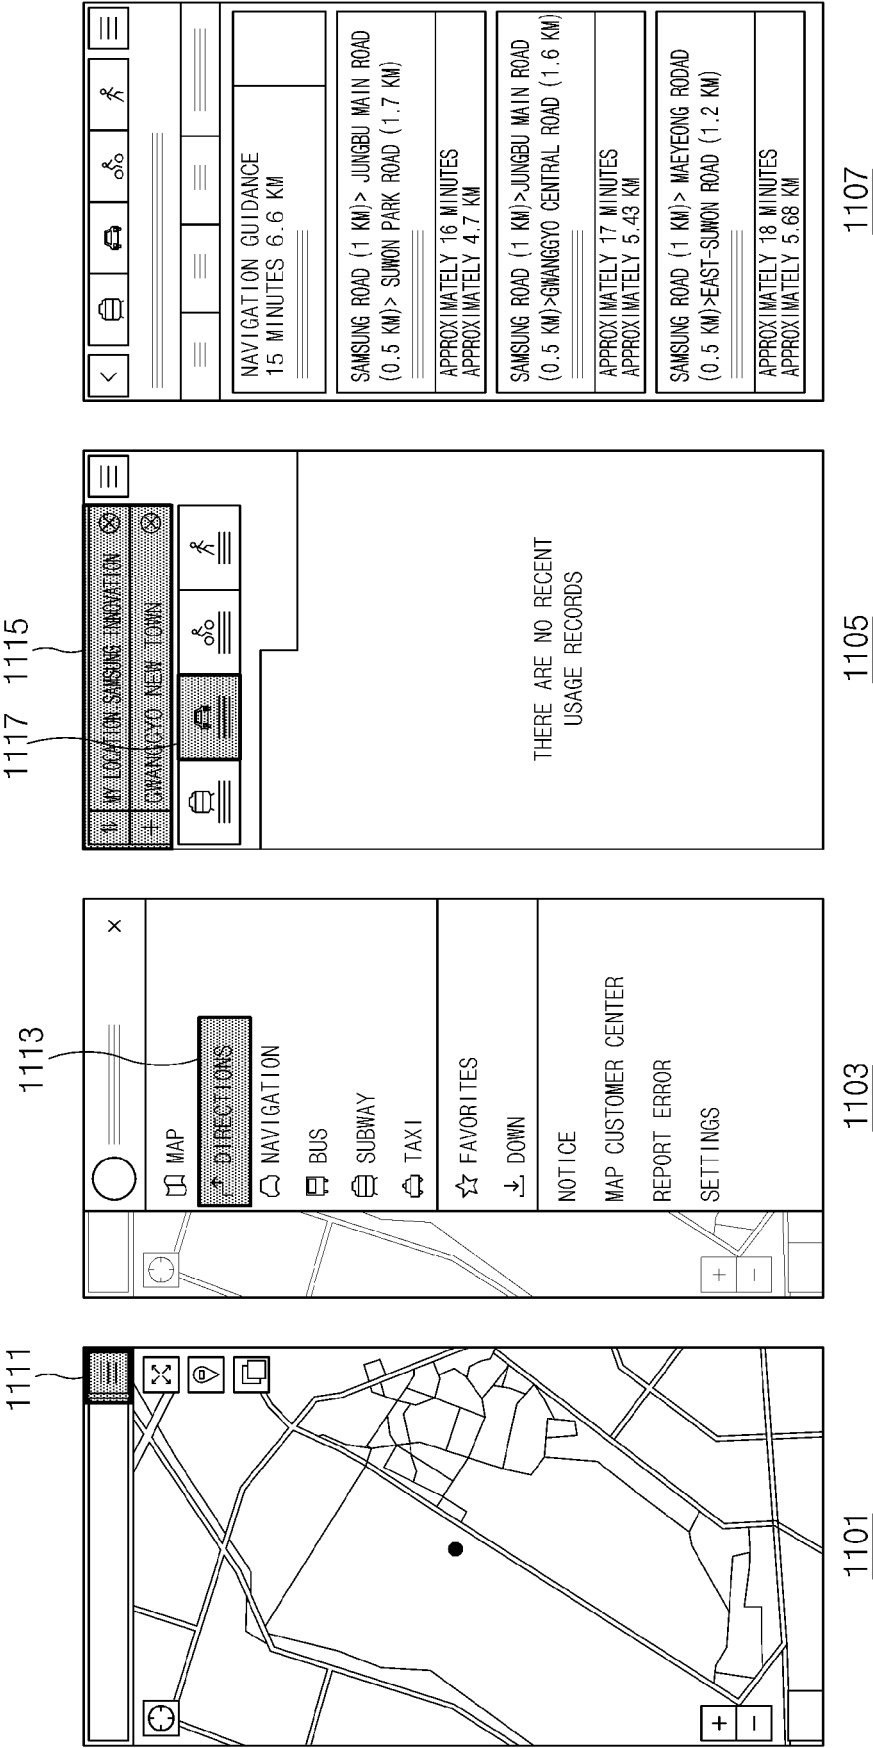 1111
1101
×
MAP
DIRECTIONS
NAVIGATION
BUS
SUBWAY
TAXI
FAVORITES
DOWN
NOTICE
MAP CUSTOMER CENTER
REPORT ERROR
SETTINGS
1113
1103
MY LOCATION:SAMSUNG INNOVATION
GWANGGYO NEW TOWN
THERE ARE NO RECENT
USAGE RECORDS
1117
1115
1105
NAVIGATION GUIDANCE
15 MINUTES 6.6 KM
SAMSUNG ROAD (1 KM)> JUNGBU MAIN ROAD
(0.5 KM)> SUWON PARK ROAD (1.7 KM)
APPROXIMATELY 16 MINUTES
APPROXIMATELY 4.7 KM
SAMSUNG ROAD (1 KM)>JUNGBU MAIN ROAD
(0.5 KM)>GWANGGYO CENTRAL ROAD (1.6 KM)
APPROXIMATELY 17 MINUTES
APPROXIMATELY 5.43 KM
SAMSUNG ROAD (1 KM)> MAEYEONG RODAD
(0.5 KM)>EAST-SUWON ROAD (1.2 KM)
APPROXIMATELY 18 MINUTES
APPROXIMATELY 5.68 KM
1107